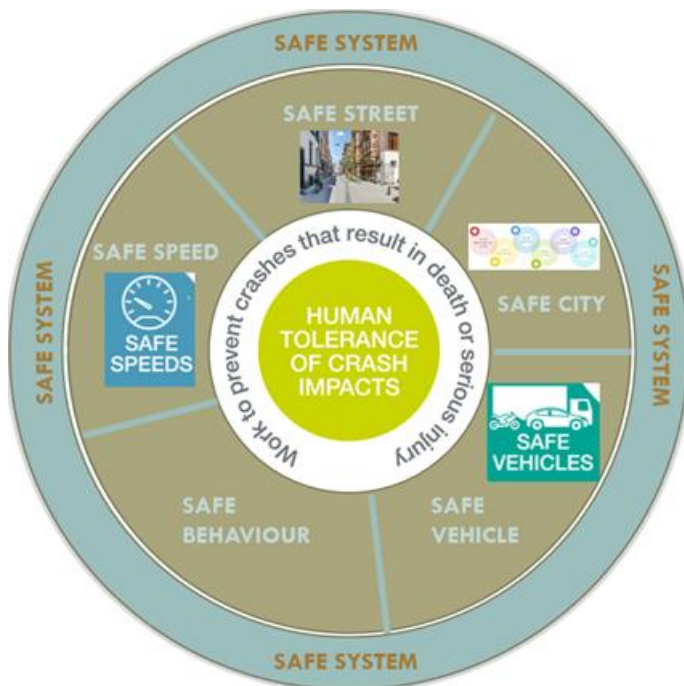 SAFE SYSTEM
SAFE STREET
SAFE SPEED
SAFE
SPEEDS
SAFE SYSTEM
Work to prevent crashes that result in death or serious injury
HUMAN
TOLERANCE
OF CRASH
IMPACTS
SAFE CITY
SAFE SYSTEM
SAFE
VEHICLES
SAFE
BEHAVIOUR
SAFE
VEHICLE
SAFE SYSTEM